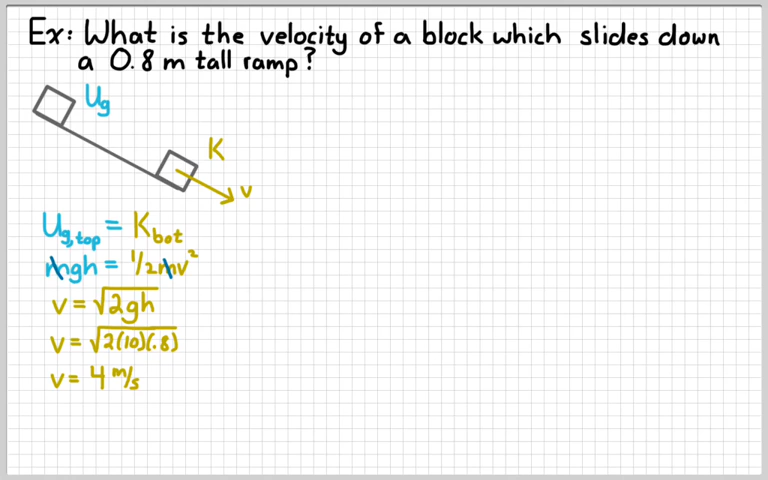 Ex: What is the velocity of a block which slides down
a 0.8 m tall ramp?
Ug
K
v
Ug,top = Kbot
mgh = 1/2mv²
v = √2gh
v = √2(10)(.8)
v = 4 m/s